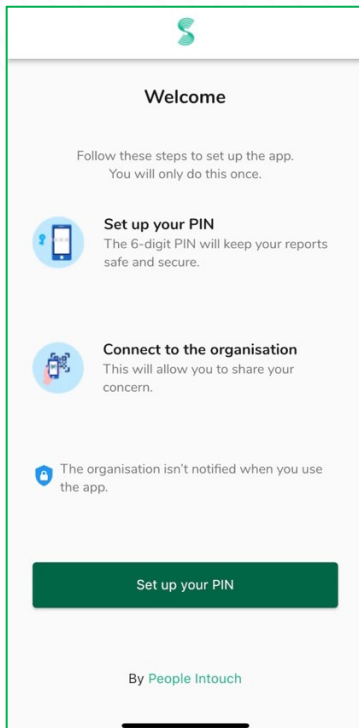 Welcome
Follow these steps to set up the app.
You will only do this once.
Set up your PIN
The 6-digit PIN will keep your reports
safe and secure.
Connect to the organisation
This will allow you to share your
concern.
The organisation isn't notified when you use
the app.
Set up your PIN
By People Intouch